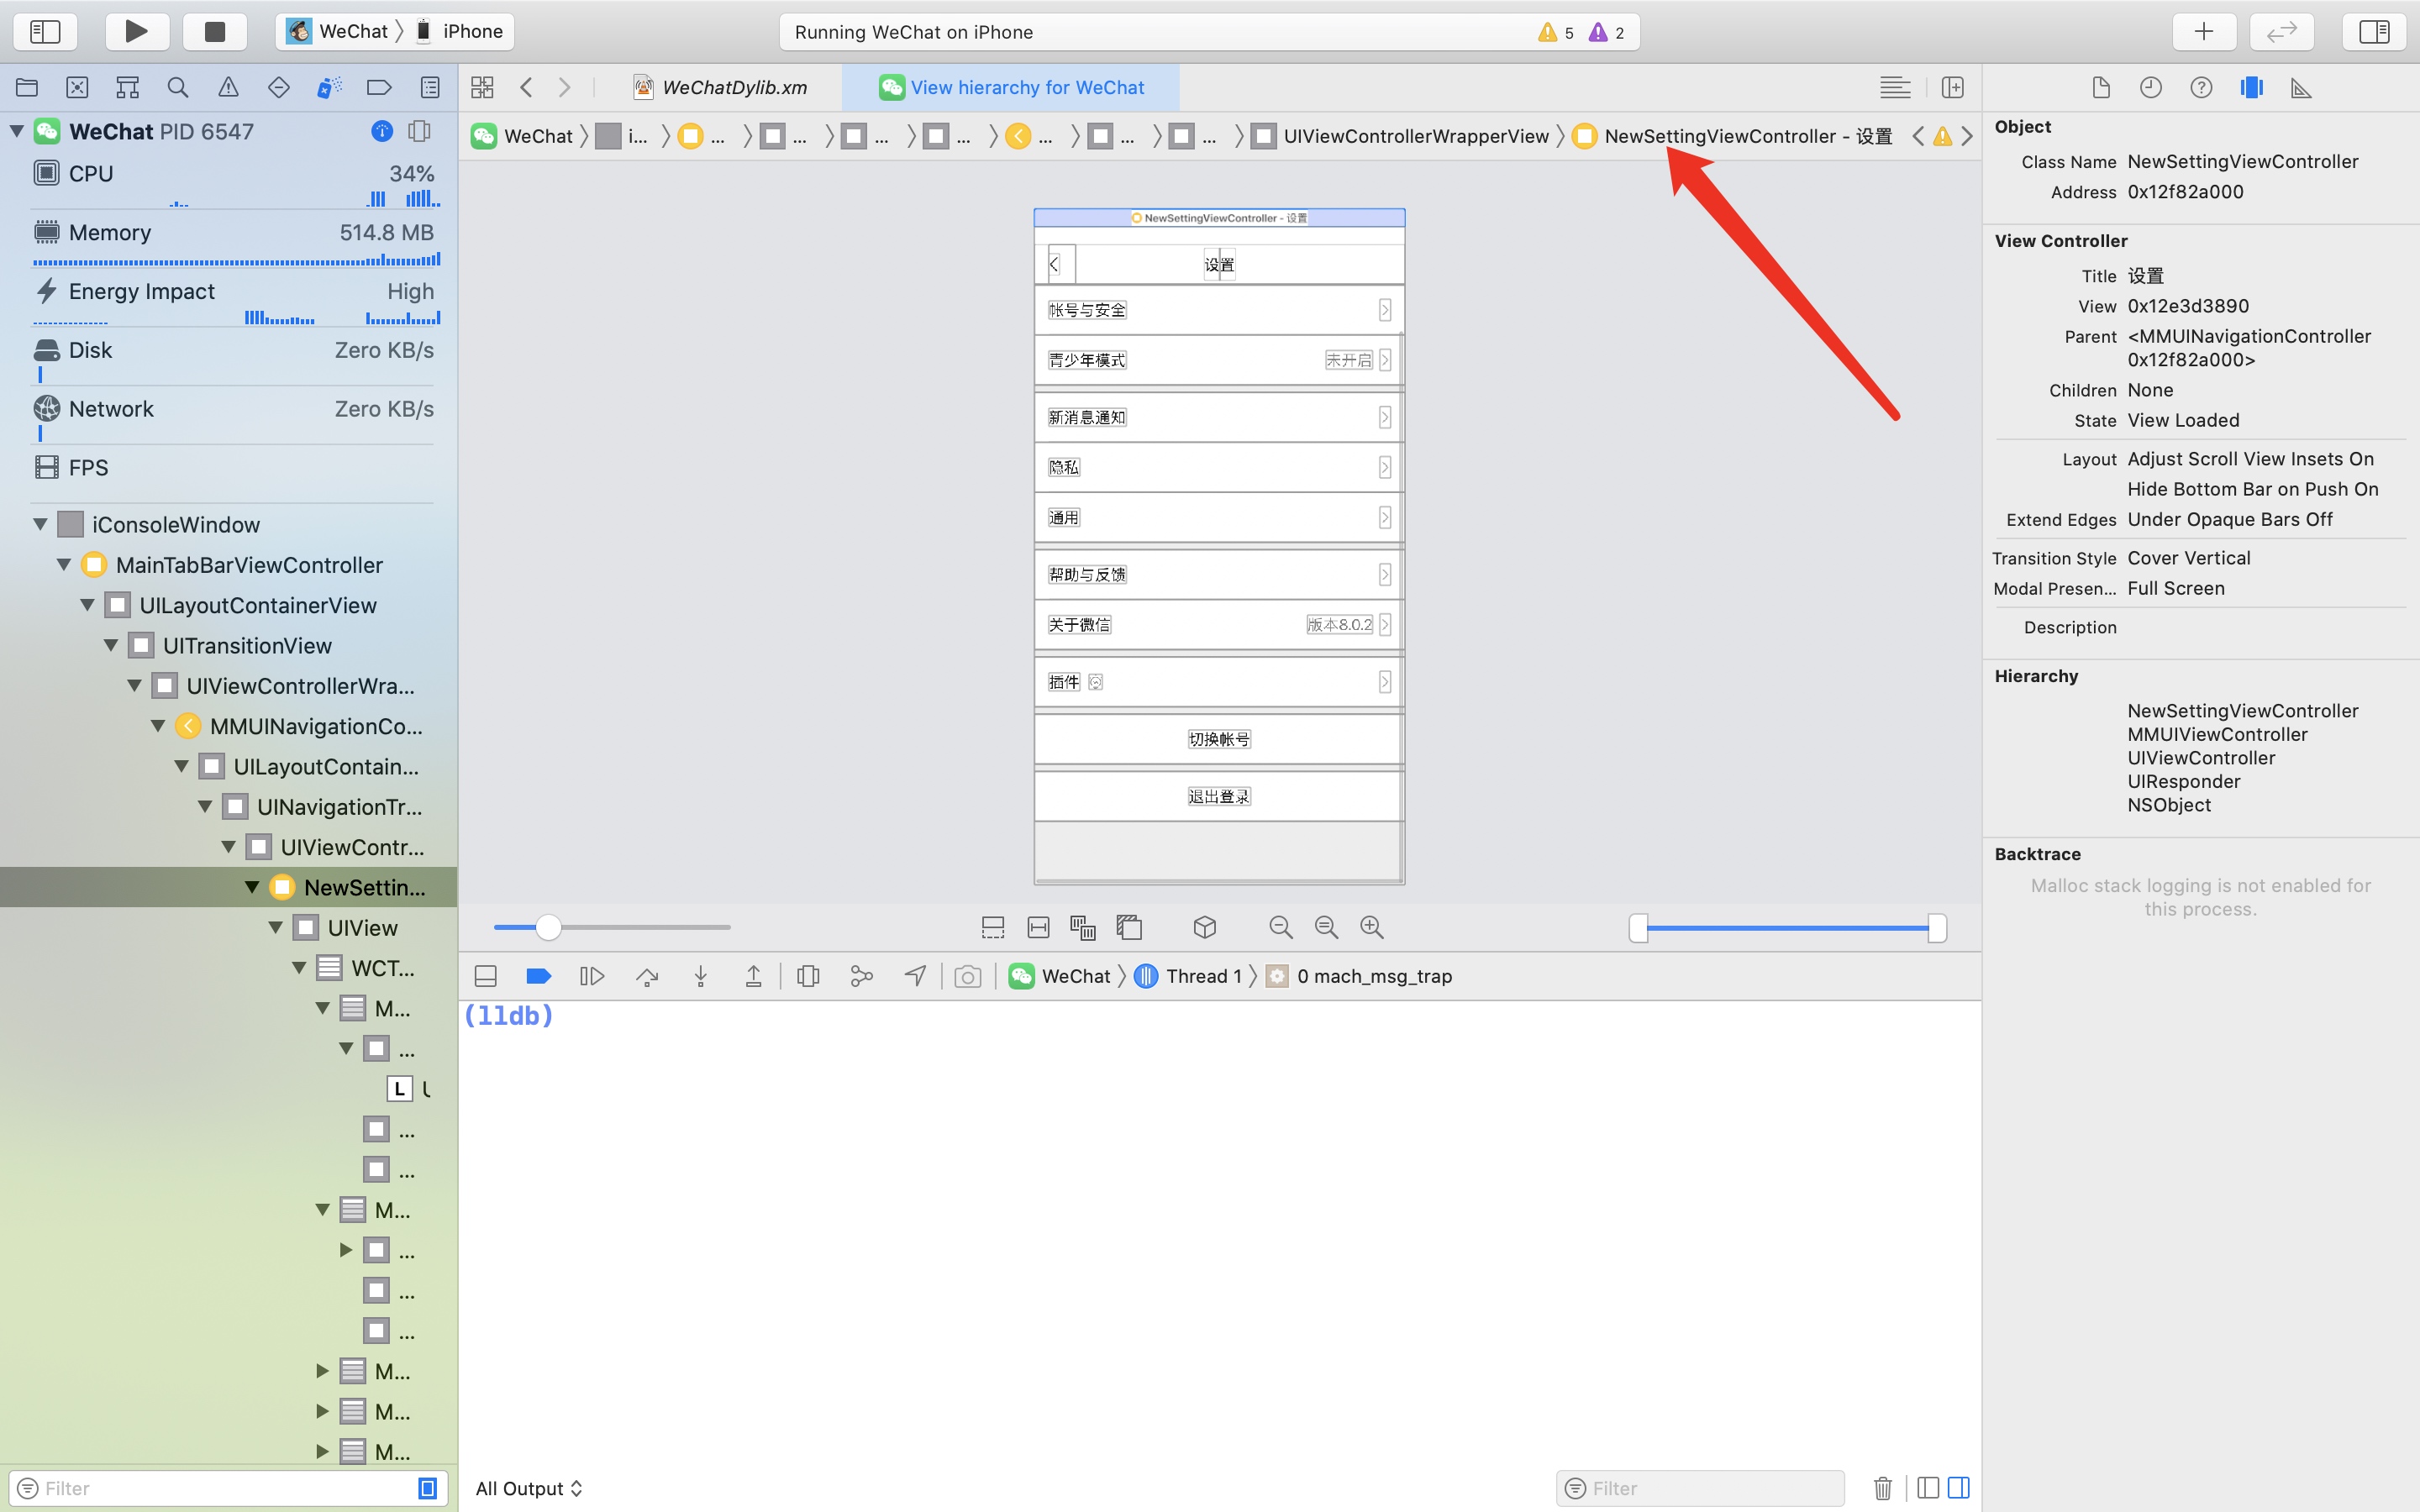 WeChat 〉 iPhone
Running WeChat on iPhone
5
2
WeChatDylib.xm
View hierarchy for WeChat
WeChat 〉 i... 〉 ... 〉 ... 〉 ... 〉 ... 〉 ... 〉 ... 〉 ... 〉 UIViewControllerWrapperView 〉 NewSettingViewController - 设置
WeChat PID 6547
CPU 34%
Memory 514.8 MB
Energy Impact High
Disk Zero KB/s
Network Zero KB/s
FPS
iConsoleWindow
MainTabBarViewController
UILayoutContainerView
UITransitionView
UIViewControllerWra...
MMUINavigationCo...
UILayoutContain...
UINavigationTr...
UIViewContr...
NewSettin...
UIView
WCT...
M...
...
L
...
...
M...
...
...
...
M...
M...
M...
Filter
NewSettingViewController - 设置
设置
帐号与安全
青少年模式 未开启
新消息通知
隐私
通用
帮助与反馈
关于微信 版本8.0.2
插件
切换帐号
退出登录
WeChat 〉 Thread 1 〉 0 mach_msg_trap
(lldb)
All Output
Filter
Object
Class Name NewSettingViewController
Address 0x12f82a000
View Controller
Title 设置
View 0x12e3d3890
Parent <MMUINavigationController
0x12f82a000>
Children None
State View Loaded
Layout Adjust Scroll View Insets On
Hide Bottom Bar on Push On
Extend Edges Under Opaque Bars Off
Transition Style Cover Vertical
Modal Presen... Full Screen
Description
Hierarchy
NewSettingViewController
MMUIViewController
UIViewController
UIResponder
NSObject
Backtrace
Malloc stack logging is not enabled for
this process.